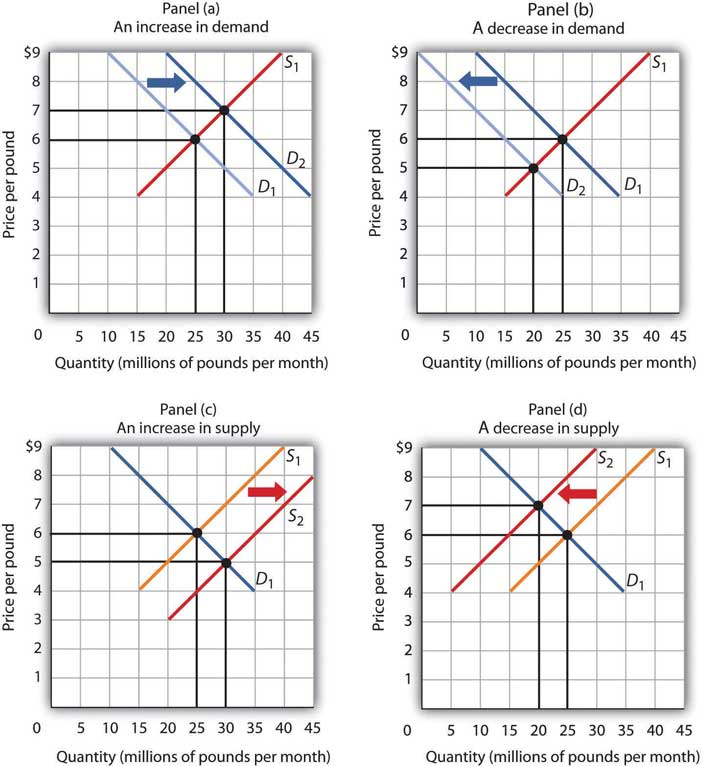 Panel (a)
An increase in demand
$9
8
7
6
5
4
3
2
1
0
5 10 15 20 25 30 35 40 45
Price per pound
Quantity (millions of pounds per month)
S1
D2
D1
Panel (b)
A decrease in demand
$9
8
7
6
5
4
3
2
1
0
5 10 15 20 25 30 35 40 45
Price per pound
Quantity (millions of pounds per month)
S1
D2
D1
Panel (c)
An increase in supply
$9
8
7
6
5
4
3
2
1
0
5 10 15 20 25 30 35 40 45
Price per pound
Quantity (millions of pounds per month)
S1
S2
D1
Panel (d)
A decrease in supply
$9
8
7
6
5
4
3
2
1
0
5 10 15 20 25 30 35 40 45
Price per pound
Quantity (millions of pounds per month)
S2
S1
D1